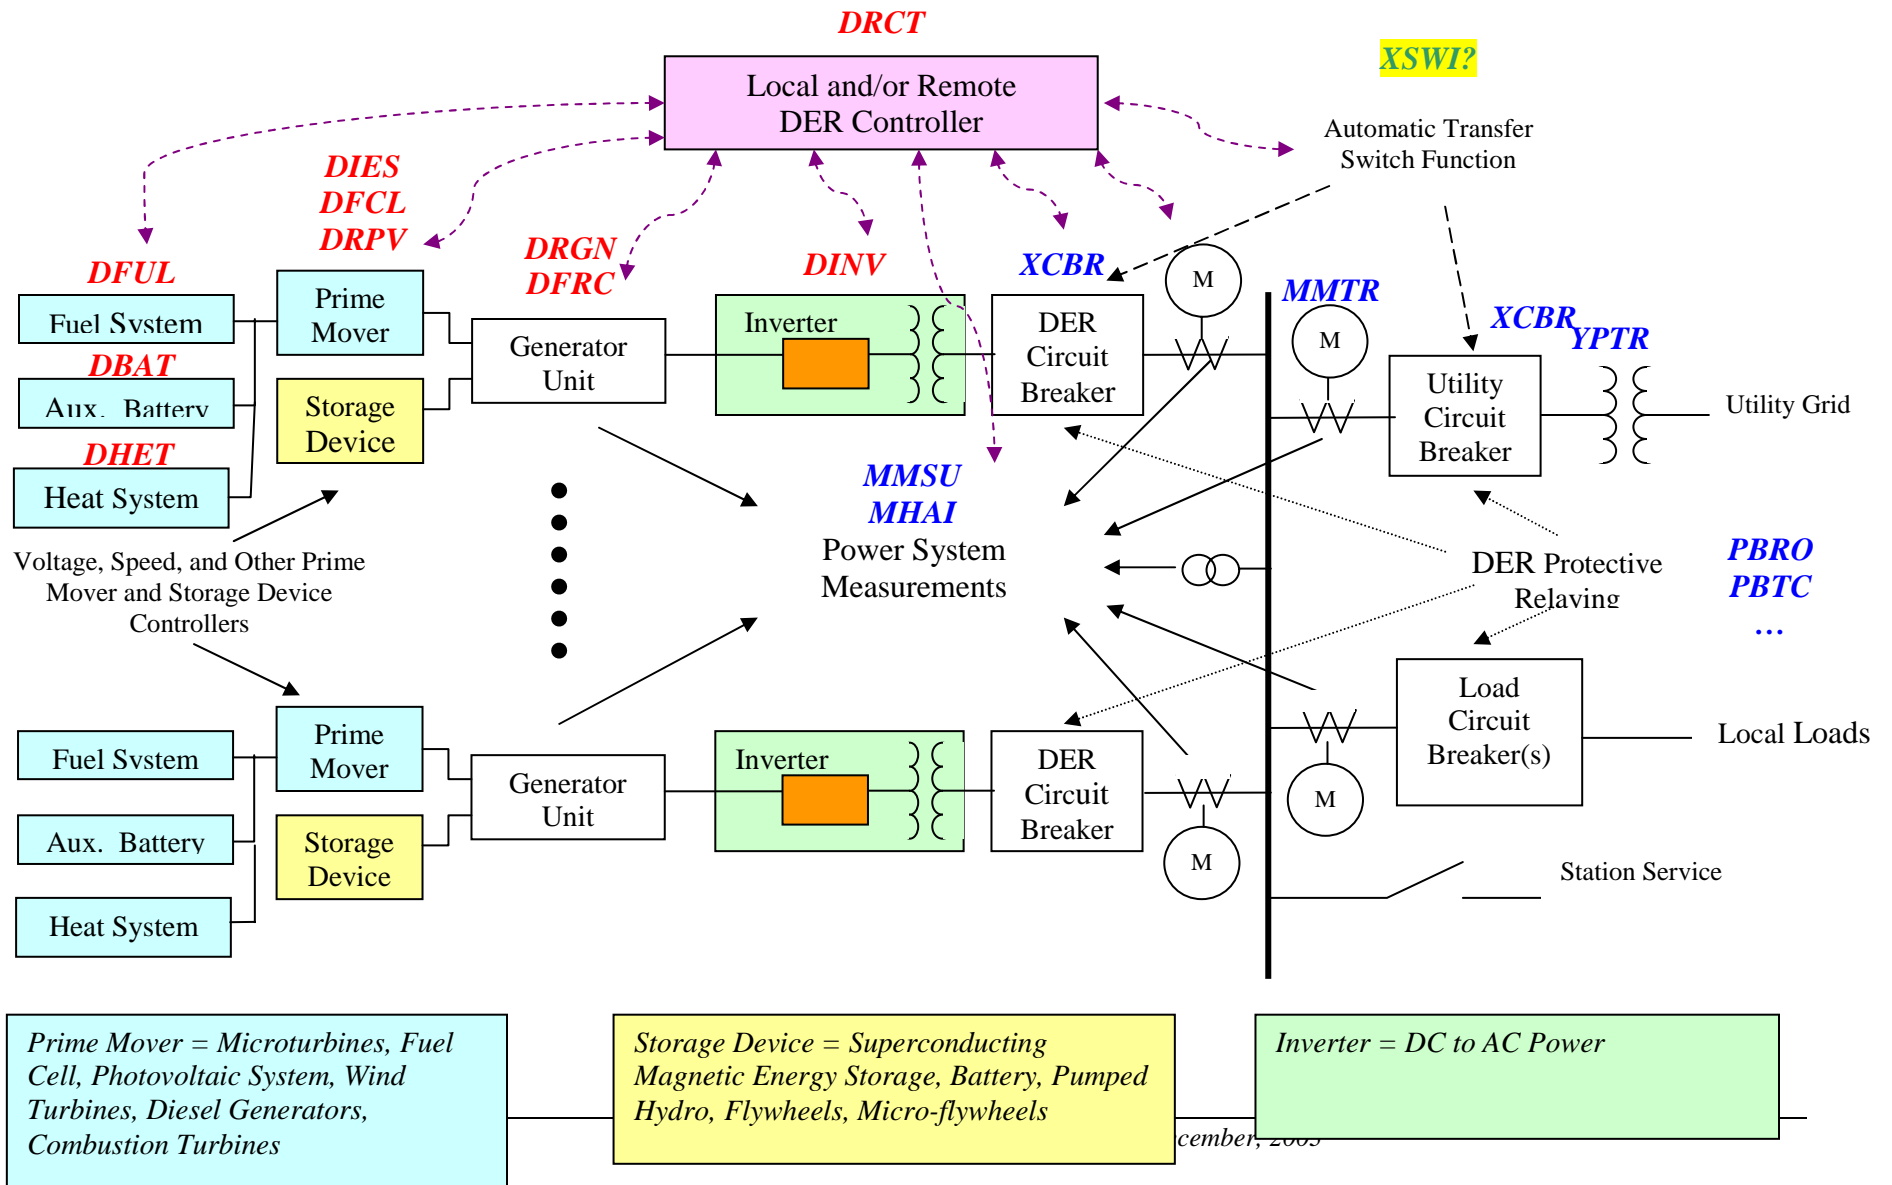 DRCT
XSWI?
Local and/or Remote
DER Controller
Automatic Transfer
Switch Function
DIES
DFCL
DRPV
DRGN
DFRC
DINV
XCBR
DFUL
MMTR
XCBR
YPTR
Fuel System
Prime
Mover
Generator
Unit
Inverter
DER
Circuit
Breaker
M
M
Utility
Circuit
Breaker
Utility Grid
DBAT
Aux. Battery
Storage
Device
DHET
Heat System
MMSU
MHAI
Power System
Measurements
DER Protective
Relaying
PBRO
PBTC
…
Voltage, Speed, and Other Prime
Mover and Storage Device
Controllers
Fuel System
Prime
Mover
Generator
Unit
Inverter
DER
Circuit
Breaker
M
M
Load
Circuit
Breaker(s)
Local Loads
Aux. Battery
Storage
Device
Heat System
Station Service
Prime Mover = Microturbines, Fuel
Cell, Photovoltaic System, Wind
Turbines, Diesel Generators,
Combustion Turbines
Storage Device = Superconducting
Magnetic Energy Storage, Battery, Pumped
Hydro, Flywheels, Micro-flywheels
Inverter = DC to AC Power